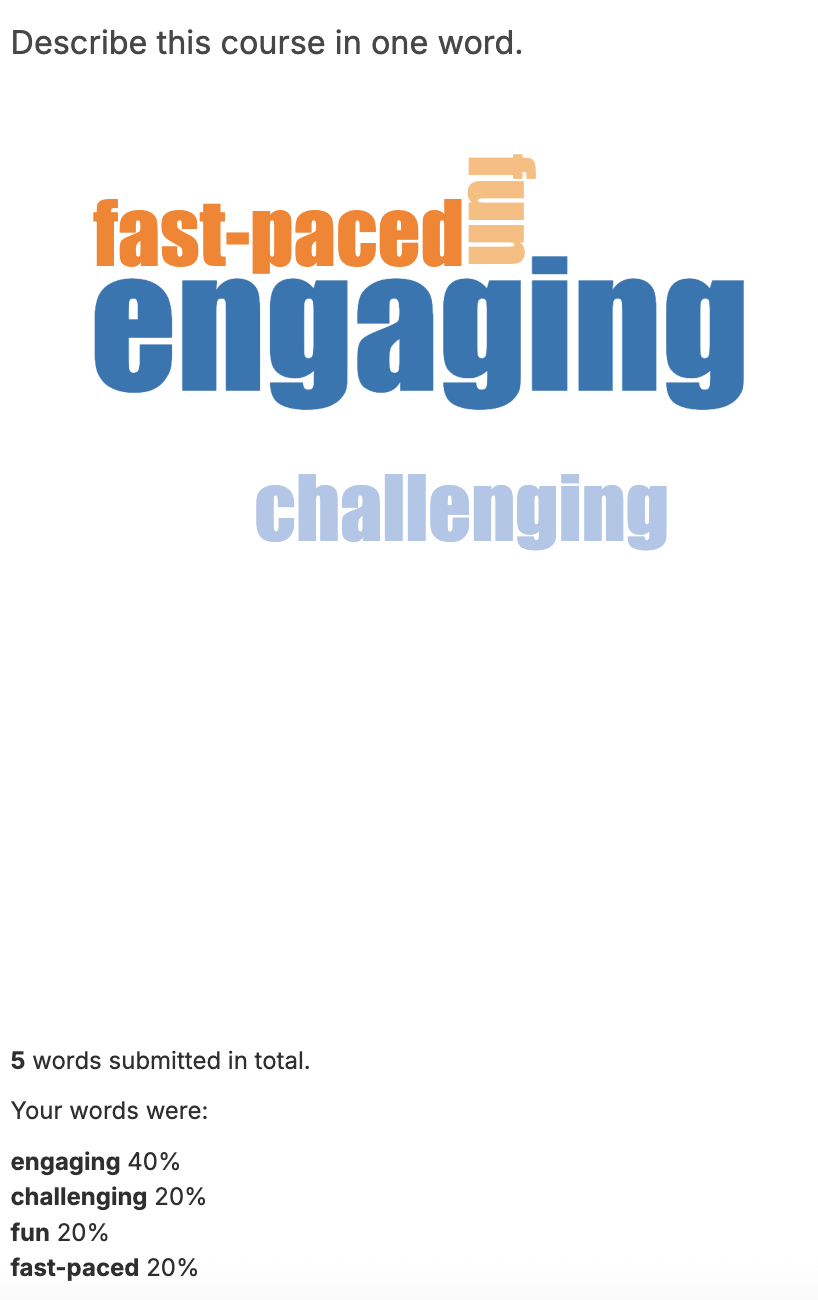 Describe this course in one word.
fun
fast-paced
engaging
challenging
5 words submitted in total.
Your words were:
engaging 40%
challenging 20%
fun 20%
fast-paced 20%